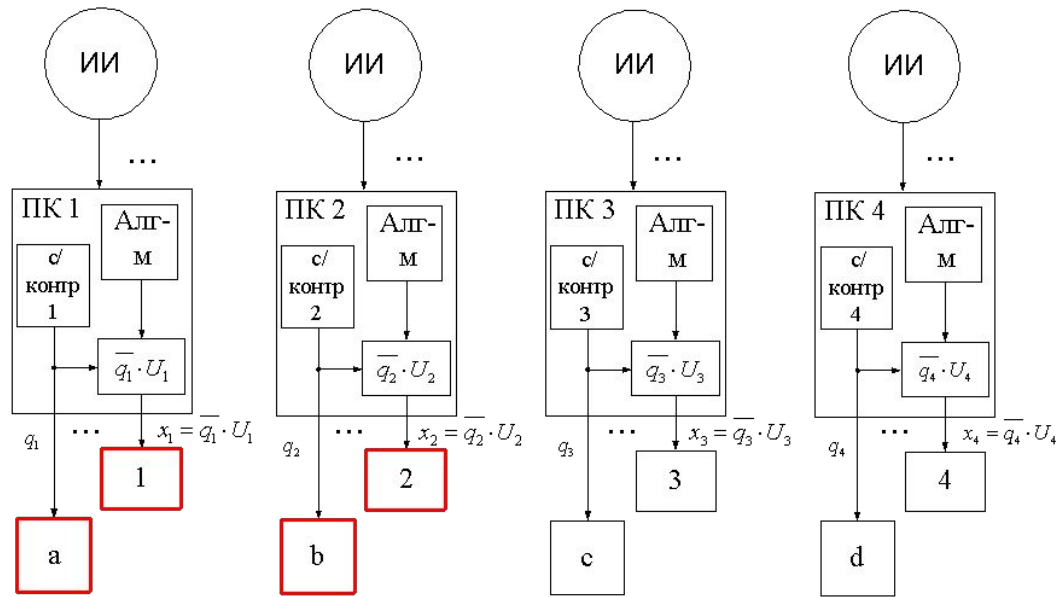 ИИ
ИИ
ИИ
ИИ
...
...
...
...
ПК 1
Алг-
м
с/
контр
1
q̅₁ · U₁
q₁
...
x₁ = q̅₁ · U₁
1
a
ПК 2
Алг-
м
с/
контр
2
q̅₂ · U₂
q₂
...
x₂ = q̅₂ · U₂
2
b
ПК 3
Алг-
м
с/
контр
3
q̅₃ · U₃
q₃
...
x₃ = q̅₃ · U₃
3
c
ПК 4
Алг-
м
с/
контр
4
q̅₄ · U₄
q₄
...
x₄ = q̅₄ · U₄
4
d